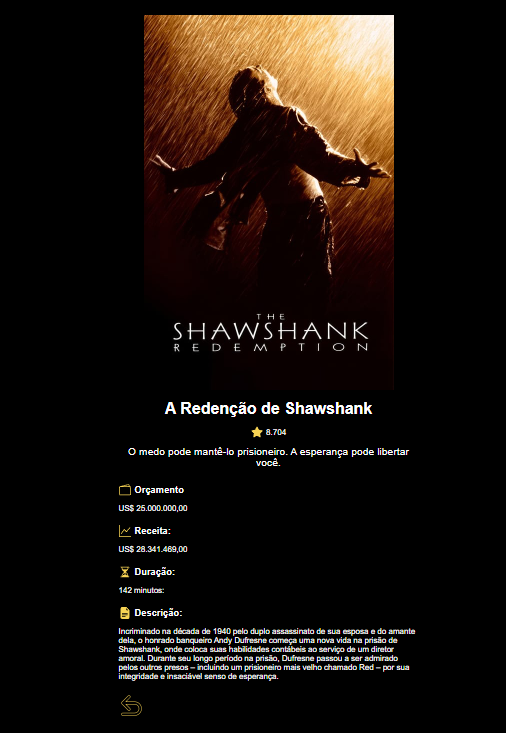 THE
SHAWSHANK
REDEMPTION
A Redenção de Shawshank
8.704
O medo pode mantê-lo prisioneiro. A esperança pode libertar
você.
Orçamento
US$ 25.000.000,00
Receita:
US$ 28.341.469,00
Duração:
142 minutos:
Descrição:
Incriminado na década de 1940 pelo duplo assassinato de sua esposa e do amante
dela, o honrado banqueiro Andy Dufresne começa uma nova vida na prisão de
Shawshank, onde coloca suas habilidades contábeis ao serviço de um diretor
amoral. Durante seu longo período na prisão, Dufresne passou a ser admirado
pelos outros presos – incluindo um prisioneiro mais velho chamado Red – por sua
integridade e insaciável senso de esperança.